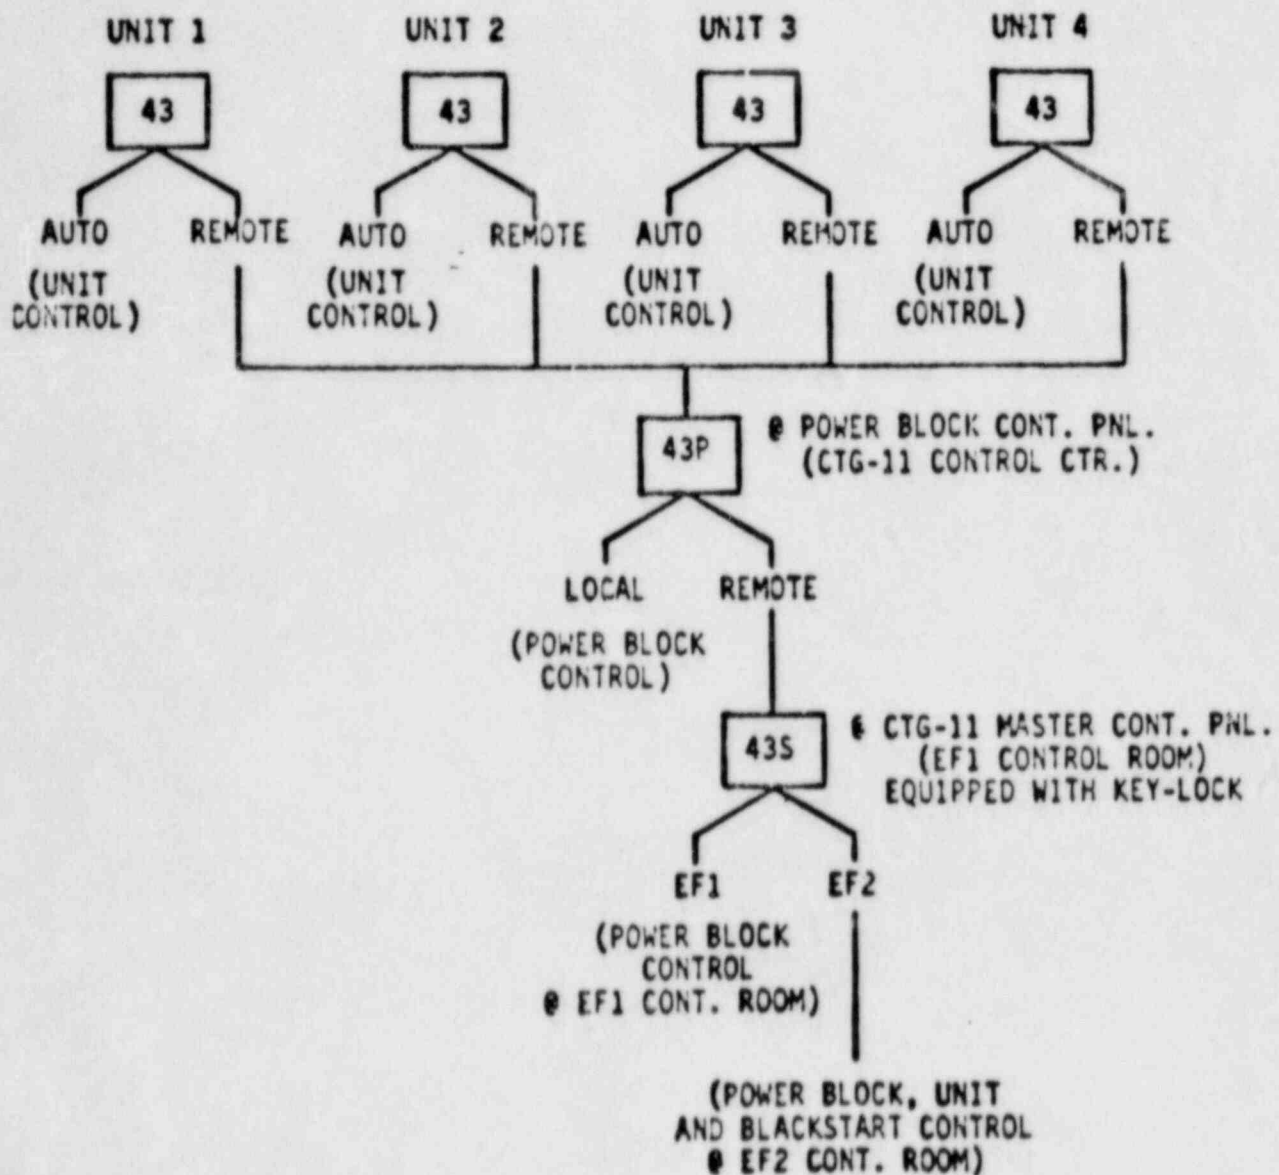 UNIT 1 UNIT 2 UNIT 3 UNIT 4
43 43 43 43
AUTO REMOTE AUTO REMOTE AUTO REMOTE AUTO REMOTE
(UNIT CONTROL) (UNIT CONTROL) (UNIT CONTROL) (UNIT CONTROL)
43P
@ POWER BLOCK CONT. PNL.
(CTG-11 CONTROL CTR.)
LOCAL REMOTE
(POWER BLOCK
CONTROL)
43S
@ CTG-11 MASTER CONT. PNL.
(EF1 CONTROL ROOM)
EQUIPPED WITH KEY-LOCK
EF1 EF2
(POWER BLOCK
CONTROL
@ EF1 CONT. ROOM)
(POWER BLOCK, UNIT
AND BLACKSTART CONTROL
@ EF2 CONT. ROOM)